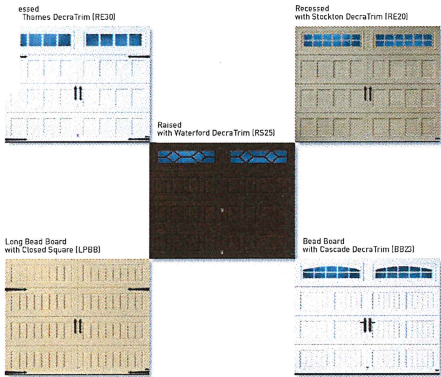 essed
Thames DecraTrim (RE30)
Recessed
with Stockton DecraTrim (RE20)
Raised
with Waterford DecraTrim (RS25)
Long Bead Board
with Closed Square (LPBB)
Bead Board
with Cascade DecraTrim (BB23)